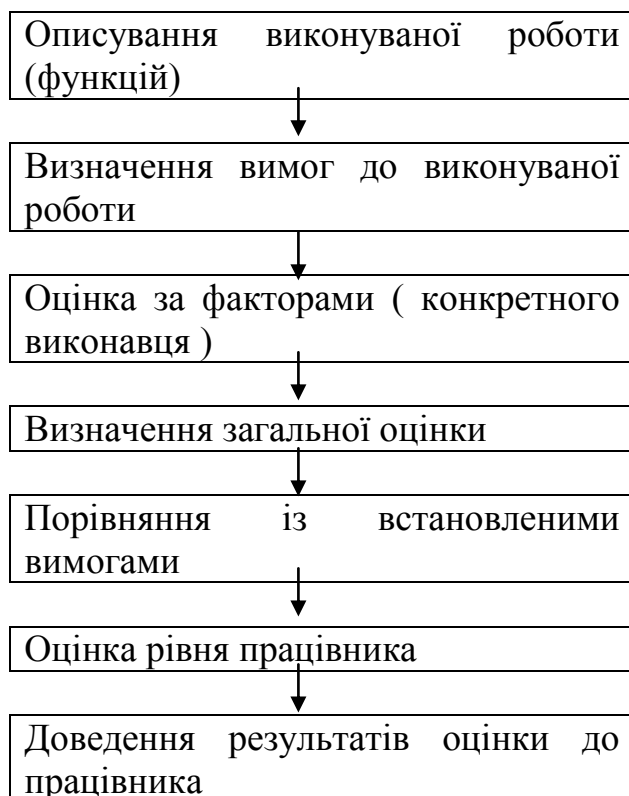 Описування виконуваної роботи
(функцій)
Визначення вимог до виконуваної
роботи
Оцінка за факторами ( конкретного
виконавця )
Визначення загальної оцінки
Порівняння із встановленими
вимогами
Оцінка рівня працівника
Доведення результатів оцінки до
працівника